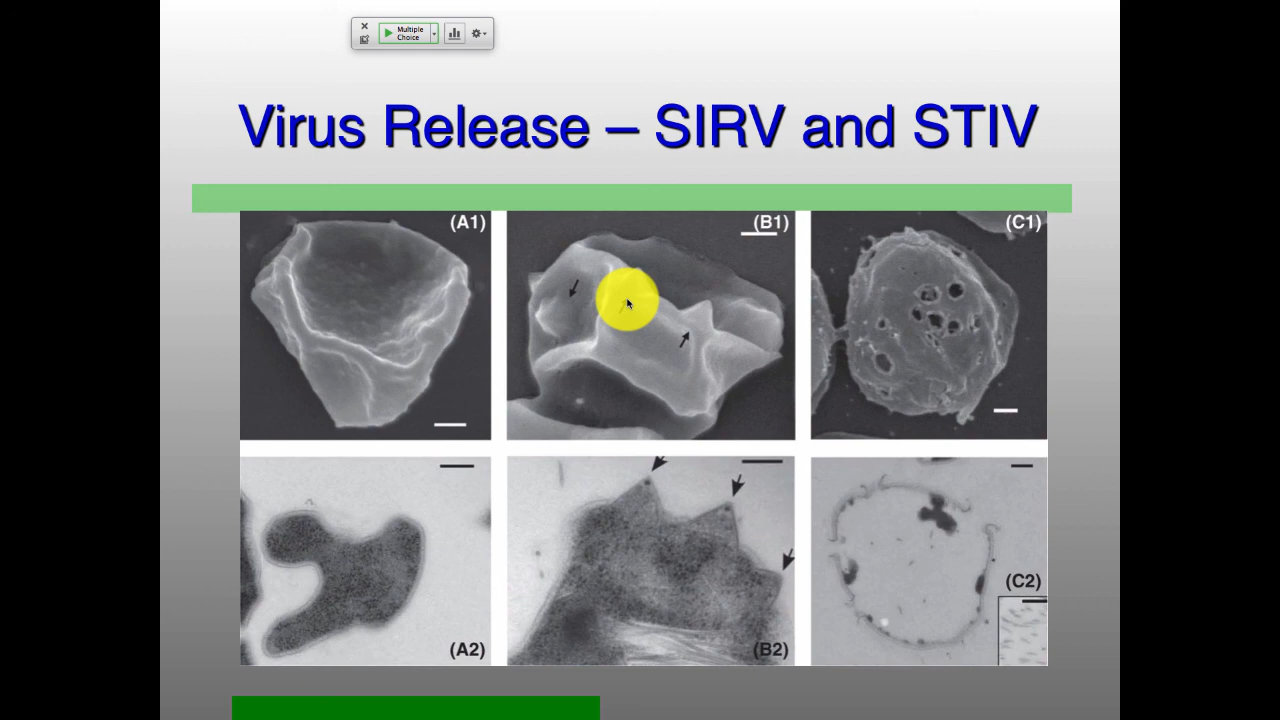 Multiple
Choice
Virus Release – SIRV and STIV
(A1)
(B1)
(C1)
(A2)
(B2)
(C2)